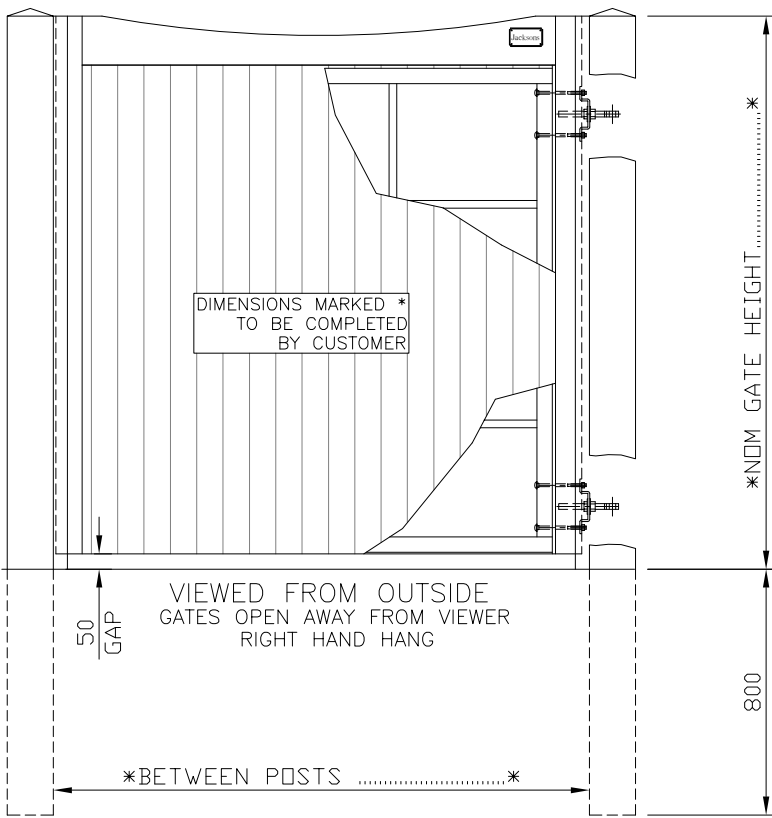 Jacksons
*NOM GATE HEIGHT....................*
DIMENSIONS MARKED *
TO BE COMPLETED
BY CUSTOMER
50
GAP
VIEWED FROM OUTSIDE
GATES OPEN AWAY FROM VIEWER
RIGHT HAND HANG
800
*BETWEEN POSTS ....................*